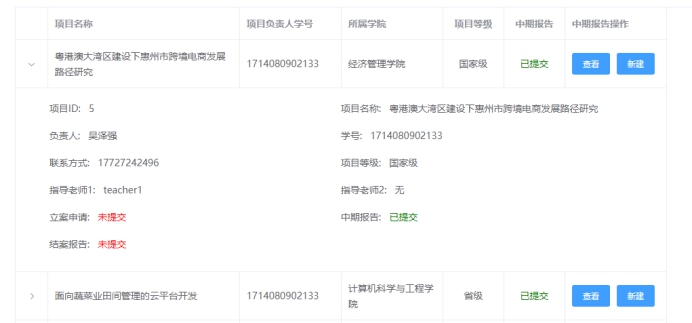 项目名称 项目负责人学号 所属学院 项目等级 中期报告 中期报告操作
粤港澳大湾区建设下惠州市跨境电商发展
路径研究 1714080902133 经济管理学院 国家级 已提交 查看 新建
项目ID: 5 项目名称: 粤港澳大湾区建设下惠州市跨境电商发展路径研究
负责人: 吴泽强 学号: 1714080902133
联系方式: 17727242496 项目等级: 国家级
指导老师1: teacher1 指导老师2: 无
立案申请: 未提交 中期报告: 已提交
结案报告: 未提交
面向蔬菜业田间管理的云平台开发 1714080902133 计算机科学与工程学
院 省级 已提交 查看 新建